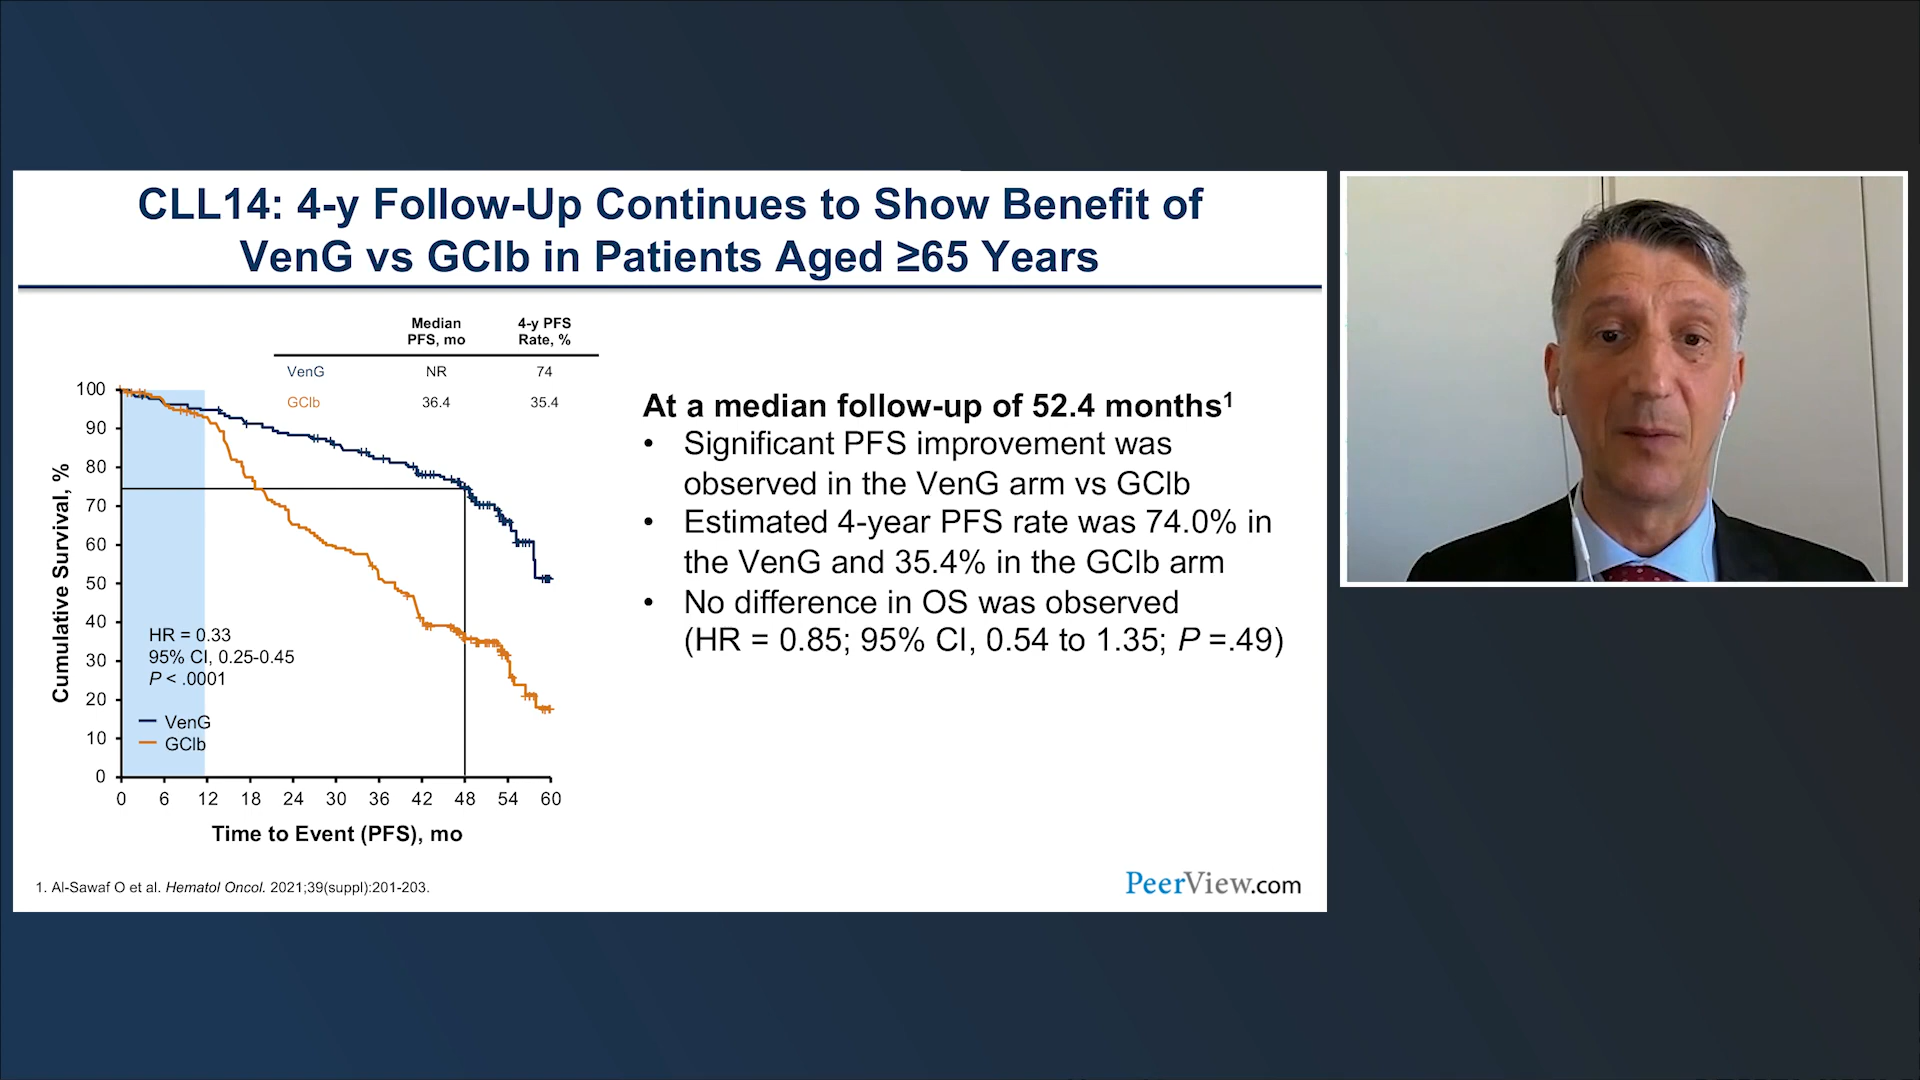 CLL14: 4-y Follow-Up Continues to Show Benefit of
VenG vs GClb in Patients Aged ≥65 Years
Median PFS, mo
4-y PFS Rate, %
VenG NR 74
GClb 36.4 35.4
Cumulative Survival, %
100
90
80
70
60
50
40
30
20
10
0
HR = 0.33
95% CI, 0.25-0.45
P < .0001
VenG
GClb
0 6 12 18 24 30 36 42 48 54 60
Time to Event (PFS), mo
At a median follow-up of 52.4 months1
• Significant PFS improvement was
observed in the VenG arm vs GClb
• Estimated 4-year PFS rate was 74.0% in
the VenG and 35.4% in the GClb arm
• No difference in OS was observed
(HR = 0.85; 95% CI, 0.54 to 1.35; P =.49)
1. Al-Sawaf O et al. Hematol Oncol. 2021;39(suppl):201-203.
PeerView.com